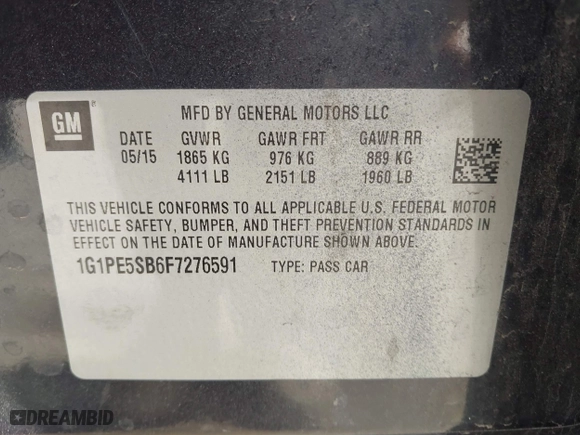 GM
MFD BY GENERAL MOTORS LLC
DATE GVWR GAWR FRT GAWR RR
05/15 1865 KG 976 KG 889 KG
4111 LB 2151 LB 1960 LB
THIS VEHICLE CONFORMS TO ALL APPLICABLE U.S. FEDERAL MOTOR
VEHICLE SAFETY, BUMPER, AND THEFT PREVENTION STANDARDS IN
EFFECT ON THE DATE OF MANUFACTURE SHOWN ABOVE.
1G1PE5SB6F7276591 TYPE: PASS CAR
DREAMBID